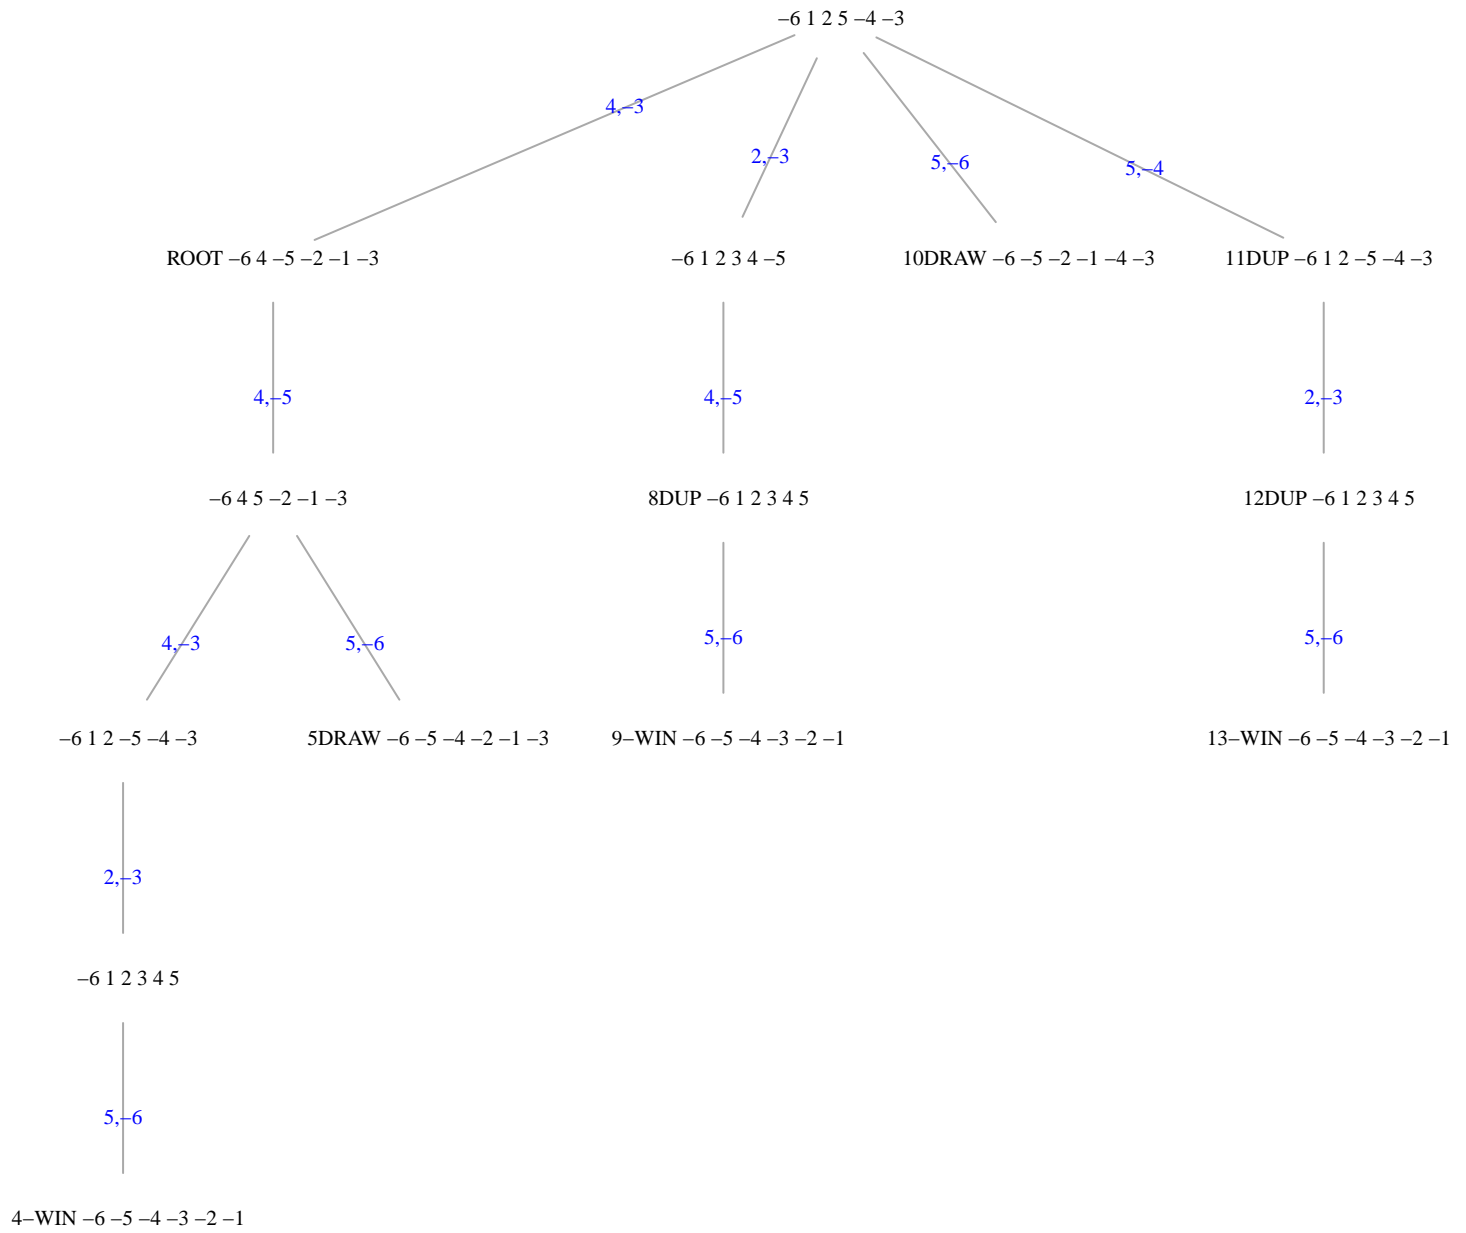 −6 1 2 5 −4 −3
4,−3
2,−3
5,−6
5,−4
ROOT −6 4 −5 −2 −1 −3
−6 1 2 3 4 −5
10DRAW −6 −5 −2 −1 −4 −3
11DUP −6 1 2 −5 −4 −3
4,−5
4,−5
2,−3
−6 4 5 −2 −1 −3
8DUP −6 1 2 3 4 5
12DUP −6 1 2 3 4 5
4,−3
5,−6
5,−6
5,−6
−6 1 2 −5 −4 −3
5DRAW −6 −5 −4 −2 −1 −3
9−WIN −6 −5 −4 −3 −2 −1
13−WIN −6 −5 −4 −3 −2 −1
2,−3
−6 1 2 3 4 5
5,−6
4−WIN −6 −5 −4 −3 −2 −1